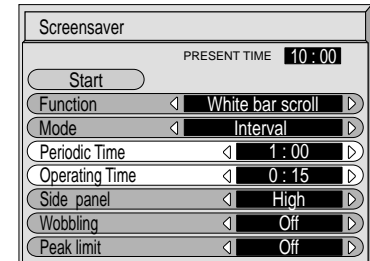 Screensaver
PRESENT TIME 10 : 00
Start
Function White bar scroll
Mode Interval
Periodic Time 1 : 00
Operating Time 0 : 15
Side panel High
Wobbling Off
Peak limit Off